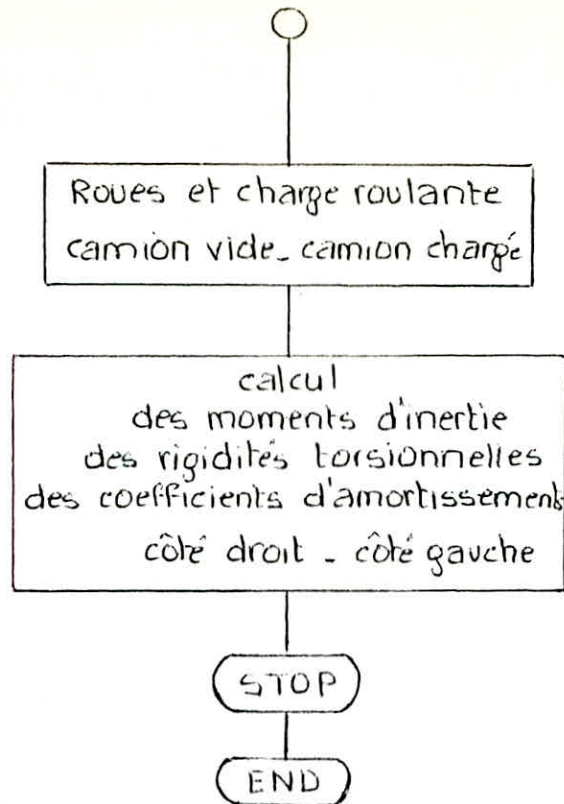 Roues et charge roulante
camion vide_ camion chargé
calcul
des moments d'inertie
des rigidités torsionnelles
des coefficients d'amortissement
côté droit _ côté gauche
STOP
END